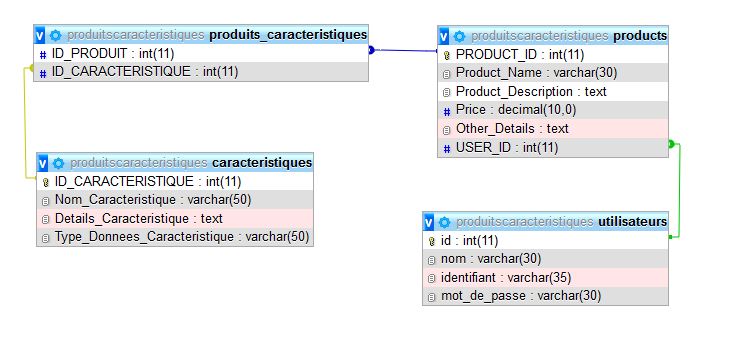 v produitscaracteristiques produits_caracteristiques
# ID_PRODUIT : int(11)
# ID_CARACTERISTIQUE : int(11)
v produitscaracteristiques products
PRODUCT_ID : int(11)
Product_Name : varchar(30)
Product_Description : text
# Price : decimal(10,0)
Other_Details : text
# USER_ID : int(11)
v produitscaracteristiques caracteristiques
ID_CARACTERISTIQUE : int(11)
Nom_Caracteristique : varchar(50)
Details_Caracteristique : text
Type_Donnees_Caracteristique : varchar(50)
v produitscaracteristiques utilisateurs
id : int(11)
nom : varchar(30)
identifiant : varchar(35)
mot_de_passe : varchar(30)